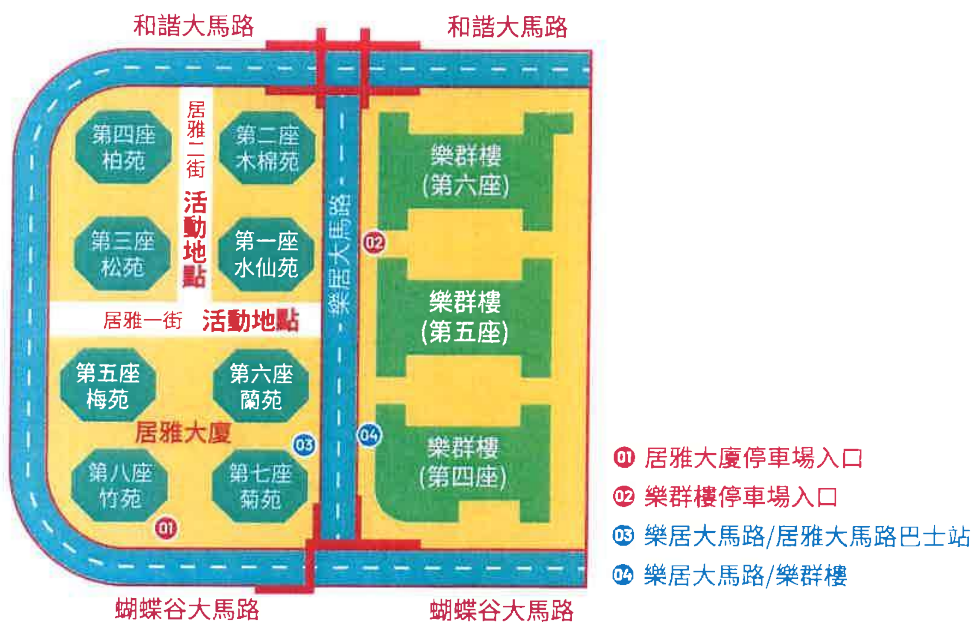 和諧大馬路
和諧大馬路
居雅二街
第四座
柏苑
第二座
木棉苑
樂群樓
(第六座)
活動地點
樂居大馬路
02
第三座
松苑
第一座
水仙苑
居雅一街
活動地點
樂群樓
(第五座)
第五座
梅苑
第六座
蘭苑
居雅大廈
03
04
樂群樓
(第四座)
第八座
竹苑
第七座
菊苑
01
蝴蝶谷大馬路
蝴蝶谷大馬路
01 居雅大廈停車場入口
02 樂群樓停車場入口
03 樂居大馬路/居雅大馬路巴士站
04 樂居大馬路/樂群樓